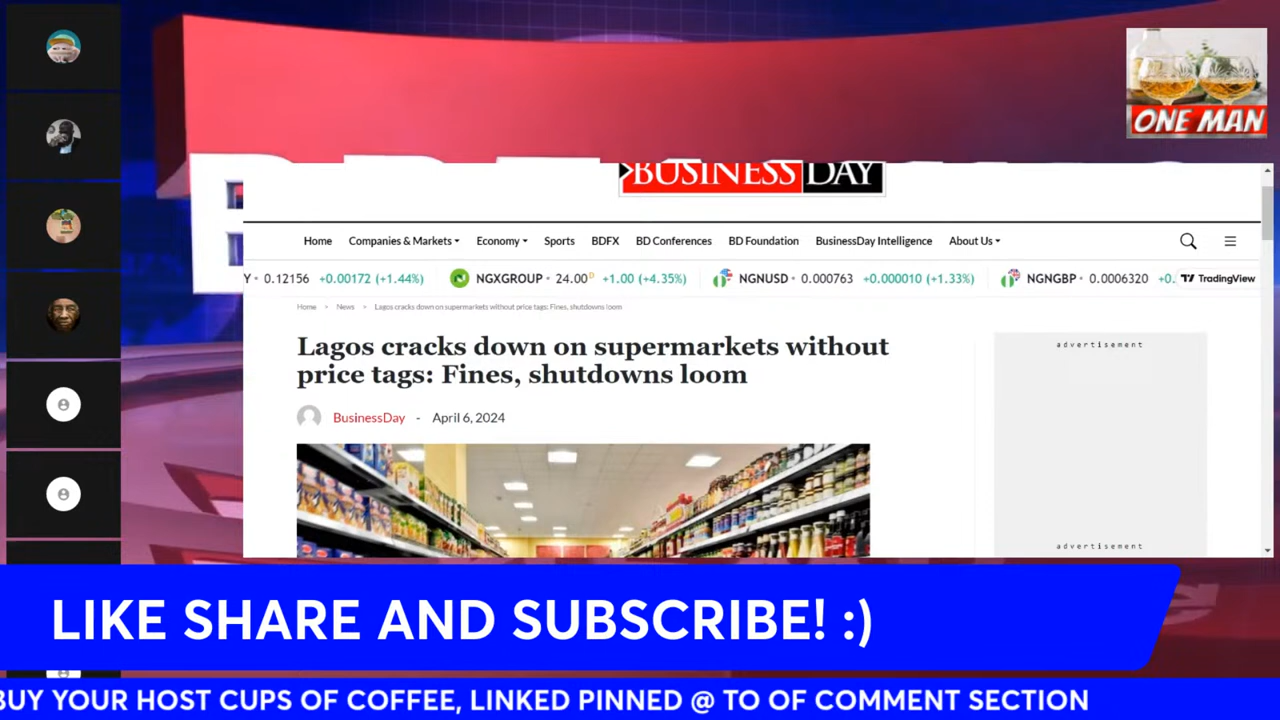 ONE MAN
BUSINESS DAY
Home Companies & Markets Economy Sports BDFX BD Conferences BD Foundation BusinessDay Intelligence About Us
Y • 0.12156 +0.00172 (+1.44%) NGXGROUP • 24.00D +1.00 (+4.35%) NGNUSD • 0.000763 +0.000010 (+1.33%) NGNGBP • 0.0006320 +0. TradingView
Home > News > Lagos cracks down on supermarkets without price tags: Fines, shutdowns loom
Lagos cracks down on supermarkets without
price tags: Fines, shutdowns loom
BusinessDay - April 6, 2024
advertisement
advertisement
LIKE SHARE AND SUBSCRIBE! :)
BUY YOUR HOST CUPS OF COFFEE, LINKED PINNED @ TO OF COMMENT SECTION